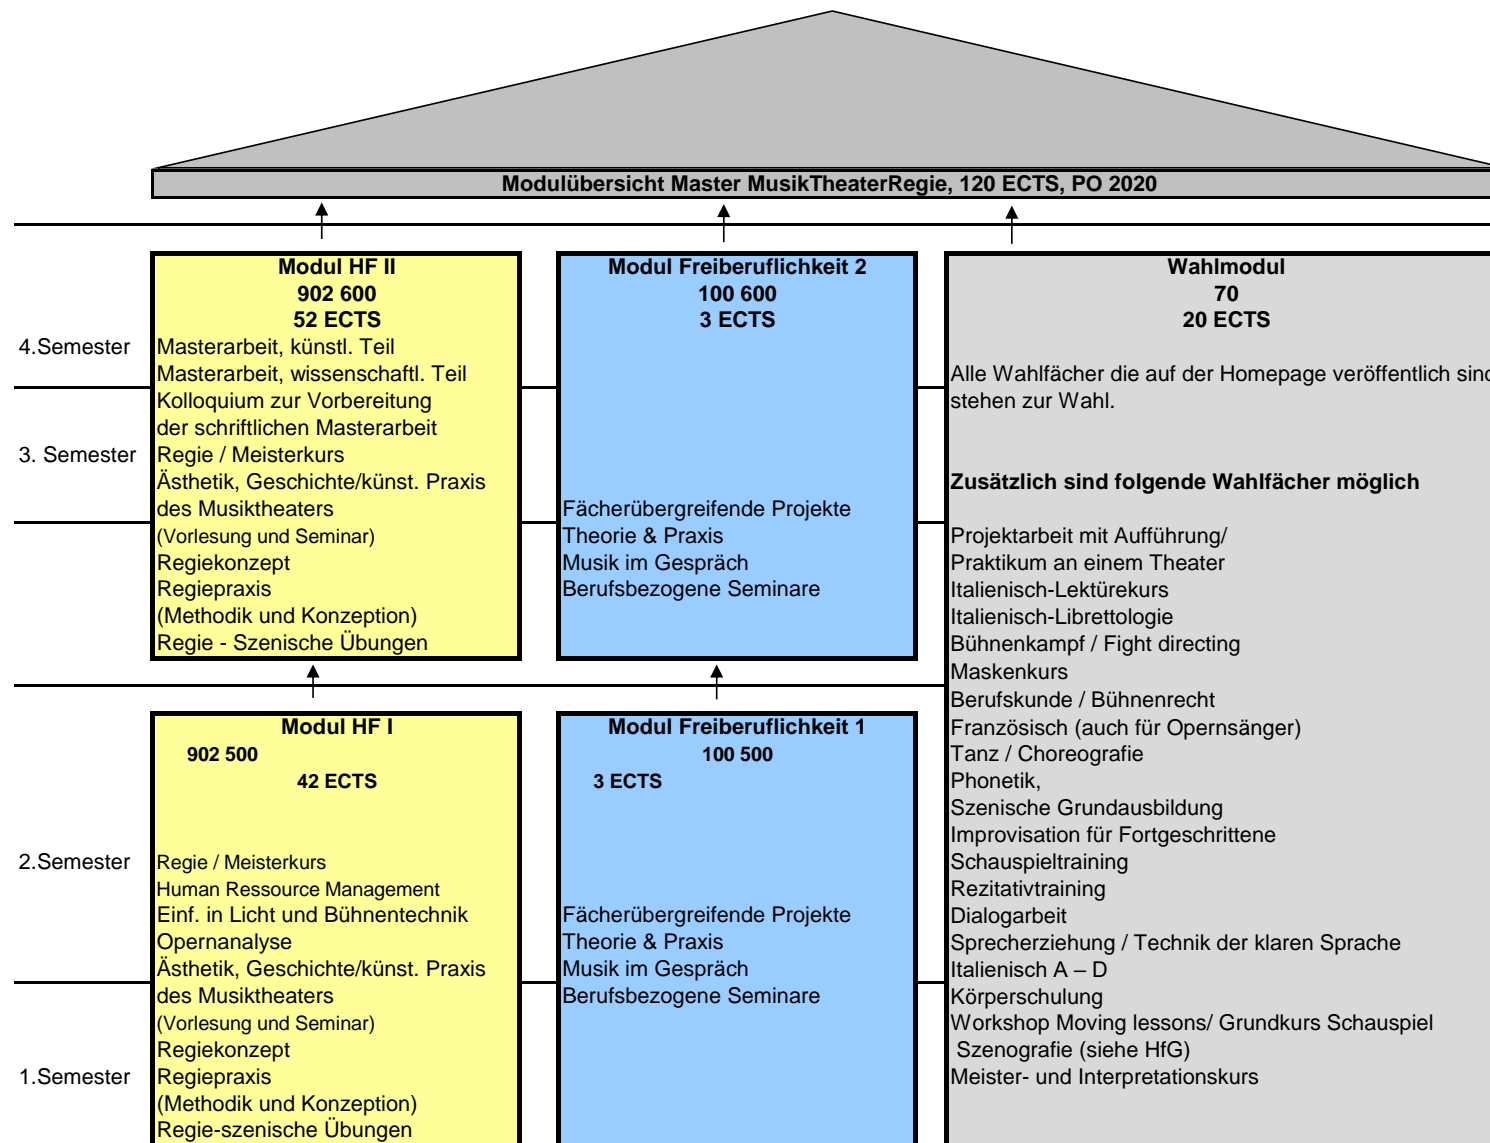 Modulübersicht Master MusikTheaterRegie, 120 ECTS, PO 2020
Modul HF II
902 600
52 ECTS
4.Semester
Masterarbeit, künstl. Teil
Masterarbeit, wissenschaftl. Teil
Kolloquium zur Vorbereitung
der schriftlichen Masterarbeit
3. Semester
Regie / Meisterkurs
Ästhetik, Geschichte/künst. Praxis
des Musiktheaters
(Vorlesung und Seminar)
Regiekonzept
Regiepraxis
(Methodik und Konzeption)
Regie - Szenische Übungen
Modul Freiberuflichkeit 2
100 600
3 ECTS
Fächerübergreifende Projekte
Theorie & Praxis
Musik im Gespräch
Berufsbezogene Seminare
Wahlmodul
70
20 ECTS
Alle Wahlfächer die auf der Homepage veröffentlich sind
stehen zur Wahl.
Zusätzlich sind folgende Wahlfächer möglich
Projektarbeit mit Aufführung/
Praktikum an einem Theater
Italienisch-Lektürekurs
Italienisch-Librettologie
Bühnenkampf / Fight directing
Maskenkurs
Berufskunde / Bühnenrecht
Französisch (auch für Opernsänger)
Tanz / Choreografie
Phonetik,
Szenische Grundausbildung
Improvisation für Fortgeschrittene
Schauspieltraining
Rezitativtraining
Dialogarbeit
Sprecherziehung / Technik der klaren Sprache
Italienisch A – D
Körperschulung
Workshop Moving lessons/ Grundkurs Schauspiel
Szenografie (siehe HfG)
Meister- und Interpretationskurs
Modul HF I
902 500
42 ECTS
2.Semester
Regie / Meisterkurs
Human Ressource Management
Einf. in Licht und Bühnentechnik
Opernanalyse
Ästhetik, Geschichte/künst. Praxis
des Musiktheaters
(Vorlesung und Seminar)
Regiekonzept
1.Semester
Regiepraxis
(Methodik und Konzeption)
Regie-szenische Übungen
Modul Freiberuflichkeit 1
100 500
3 ECTS
Fächerübergreifende Projekte
Theorie & Praxis
Musik im Gespräch
Berufsbezogene Seminare